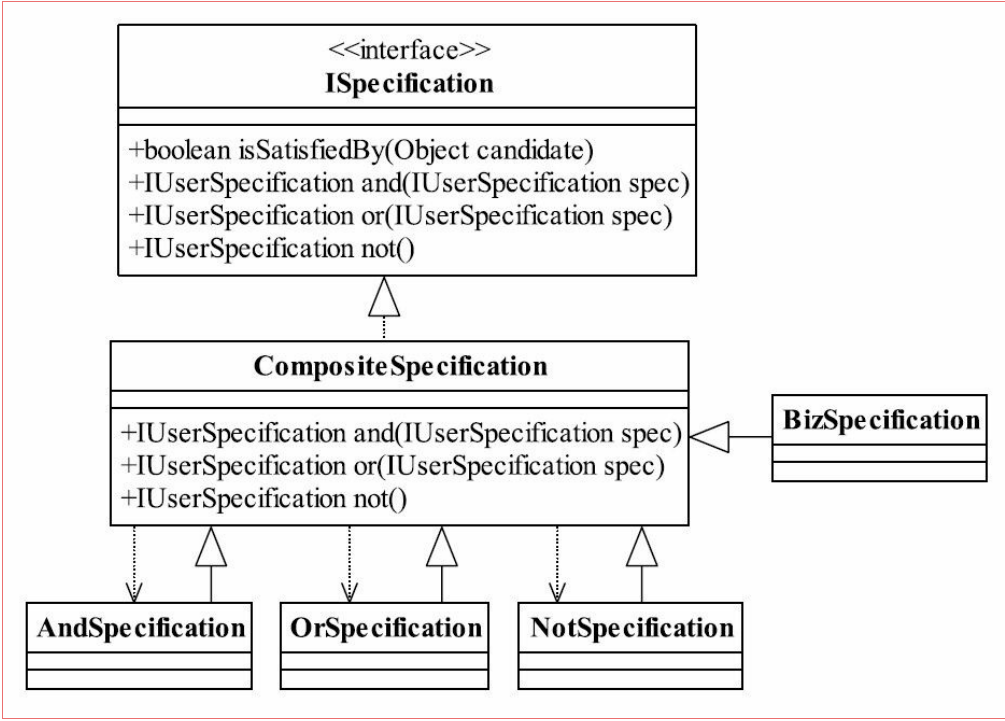 <<interface>>
ISpecification
+boolean isSatisfiedBy(Object candidate)
+IUserSpecification and(IUserSpecification spec)
+IUserSpecification or(IUserSpecification spec)
+IUserSpecification not()
CompositeSpecification
+IUserSpecification and(IUserSpecification spec)
+IUserSpecification or(IUserSpecification spec)
+IUserSpecification not()
BizSpecification
AndSpecification
OrSpecification
NotSpecification